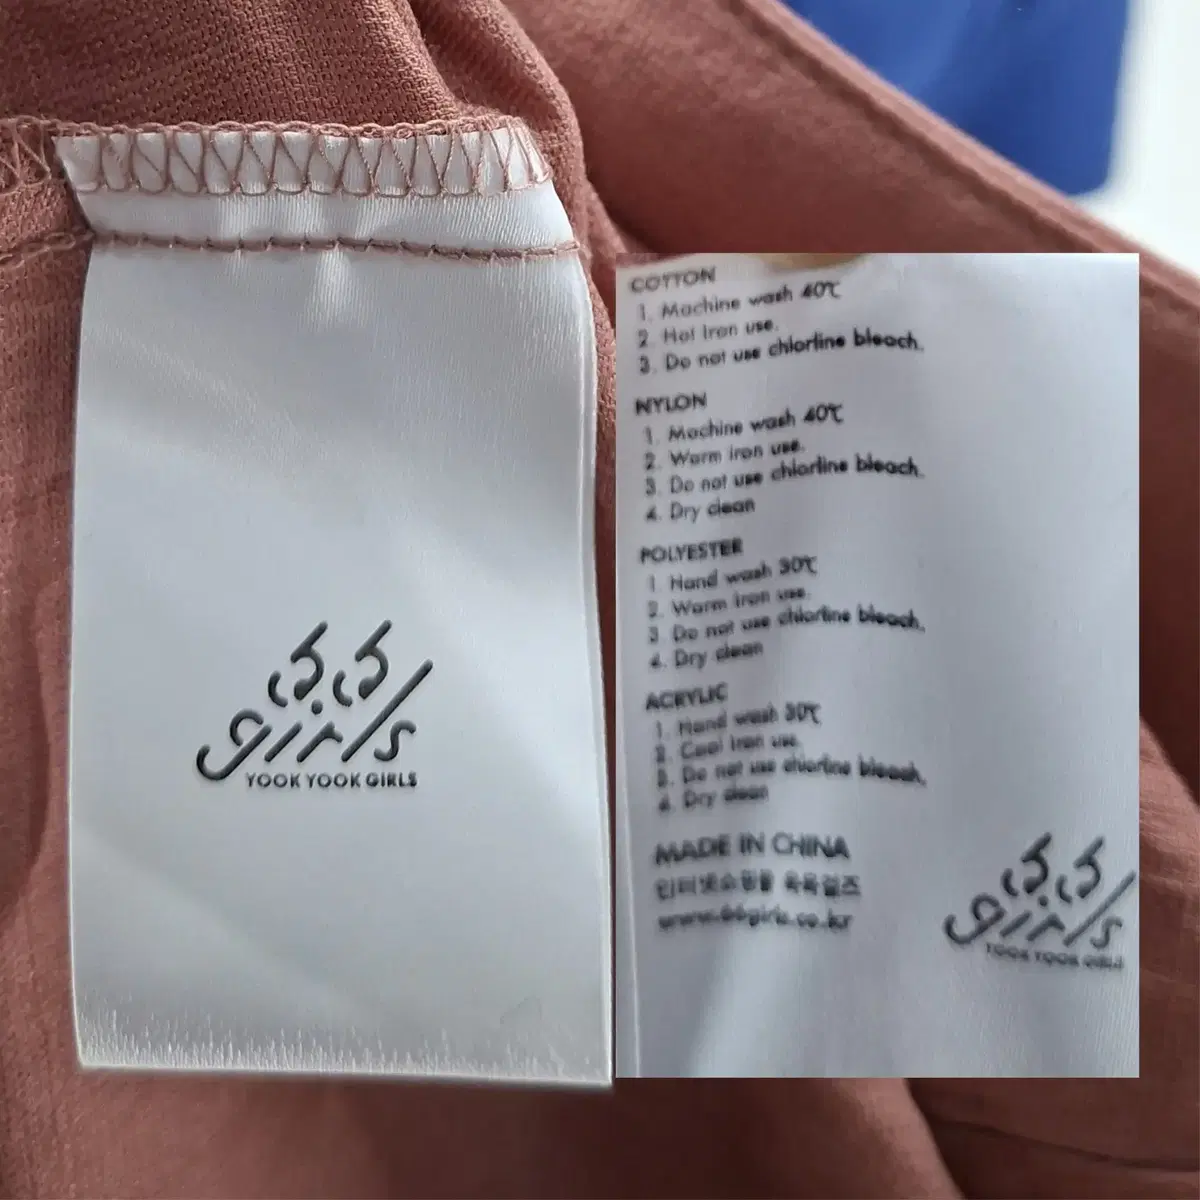 66
girls
YOOK YOOK GIRLS
COTTON
1. Machine wash 40℃
2. Hot iron use.
3. Do not use chlorline bleach.
NYLON
1. Machine wash 40℃
2. Warm iron use.
3. Do not use chlorline bleach.
4. Dry clean
POLYESTER
1. Hand wash 30℃
2. Warm iron use.
3. Do not use chlorline bleach.
4. Dry clean
ACRYLIC
1. Hand wash 30℃
2. Cool iron use.
3. Do not use chlorline bleach.
4. Dry clean
MADE IN CHINA
인터넷쇼핑몰 육육걸즈
www.66girls.co.kr
66
girls
YOOK YOOK GIRLS